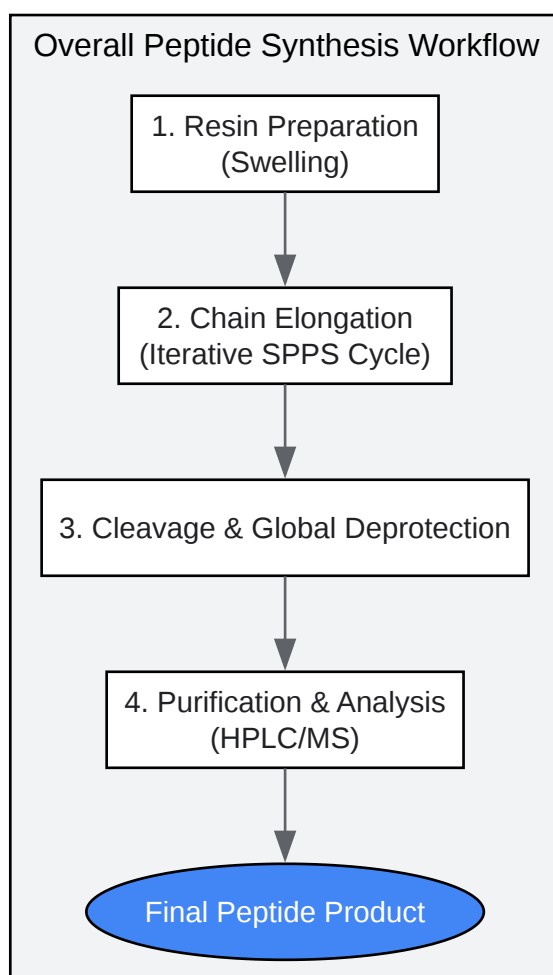 Overall Peptide Synthesis Workflow
1. Resin Preparation
(Swelling)
2. Chain Elongation
(Iterative SPPS Cycle)
3. Cleavage & Global Deprotection
4. Purification & Analysis
(HPLC/MS)
Final Peptide Product